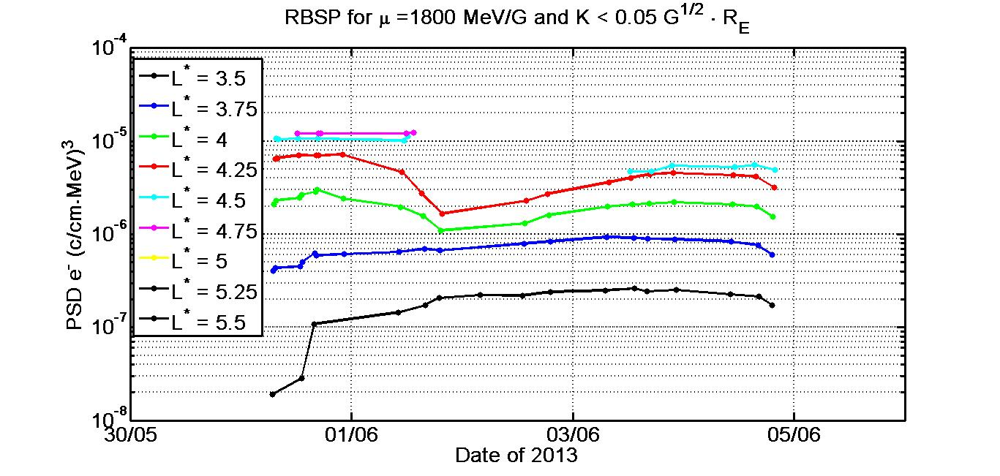 RBSP for μ =1800 MeV/G and K < 0.05 G^1/2 · R_E
PSD e^- (c/cm·MeV)^3
10^-4
10^-5
10^-6
10^-7
10^-8
L^* = 3.5
L^* = 3.75
L^* = 4
L^* = 4.25
L^* = 4.5
L^* = 4.75
L^* = 5
L^* = 5.25
L^* = 5.5
30/05 01/06 03/06 05/06
Date of 2013